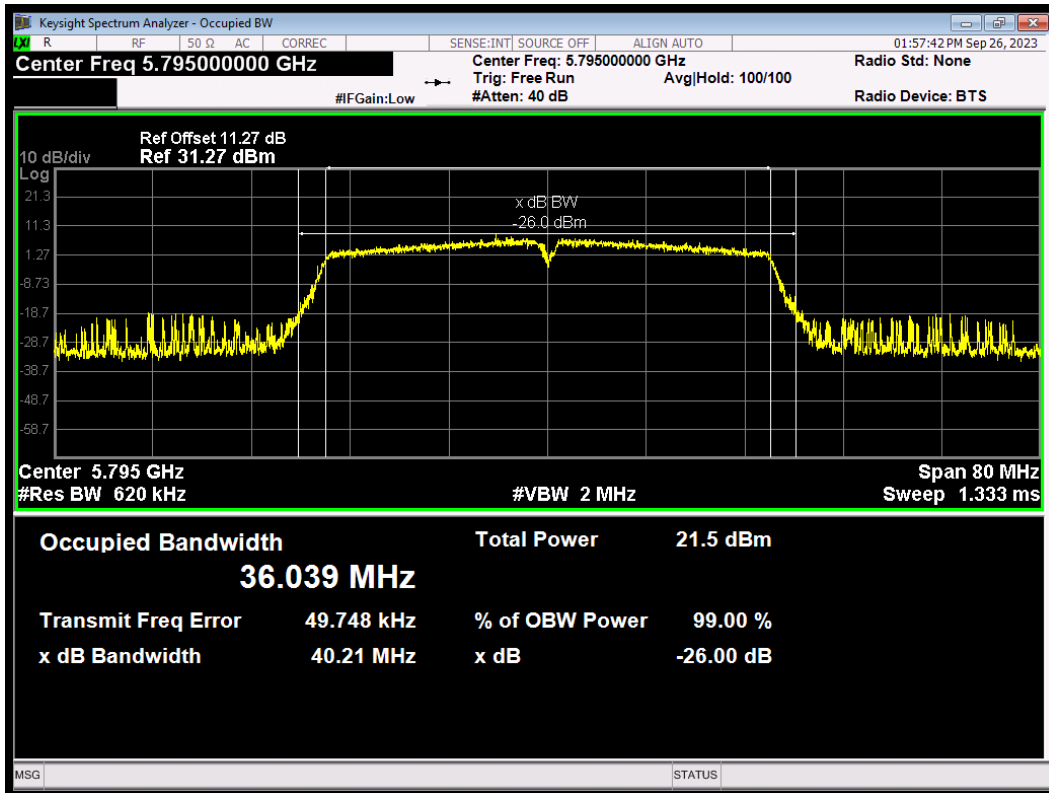 Keysight Spectrum Analyzer - Occupied BW
LXI R RF 50 Ω AC CORREC SENSE:INT SOURCE OFF ALIGN AUTO 01:57:42 PM Sep 26, 2023
Center Freq 5.795000000 GHz Center Freq: 5.795000000 GHz Radio Std: None
Trig: Free Run Avg|Hold: 100/100
#IFGain:Low #Atten: 40 dB Radio Device: BTS
Ref Offset 11.27 dB
10 dB/div Ref 31.27 dBm
Log
21.3
x dB BW
11.3 -26.0 dBm
1.27
-8.73
-18.7
-28.7
-38.7
-48.7
-58.7
Center 5.795 GHz Span 80 MHz
#Res BW 620 kHz #VBW 2 MHz Sweep 1.333 ms
Occupied Bandwidth Total Power 21.5 dBm
36.039 MHz
Transmit Freq Error 49.748 kHz % of OBW Power 99.00 %
x dB Bandwidth 40.21 MHz x dB -26.00 dB
MSG STATUS